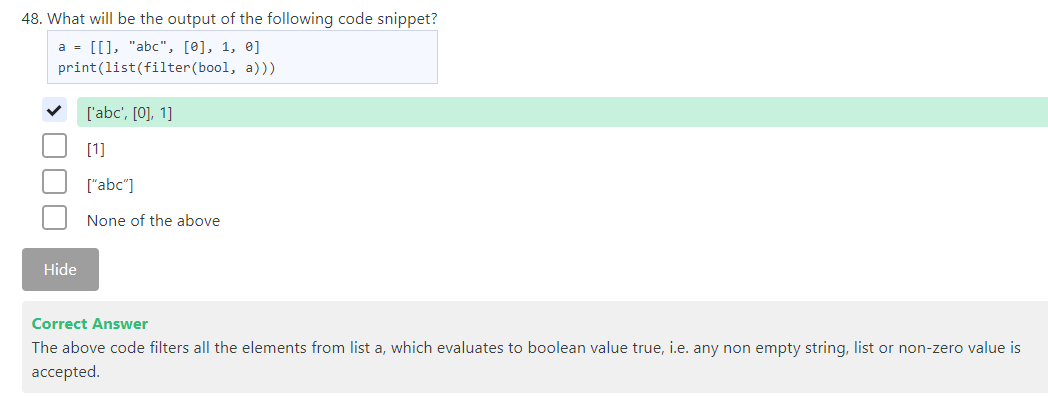 48. What will be the output of the following code snippet?
a = [[], "abc", [0], 1, 0]
print(list(filter(bool, a)))
['abc', [0], 1]
[1]
[“abc”]
None of the above
Hide
Correct Answer
The above code filters all the elements from list a, which evaluates to boolean value true, i.e. any non empty string, list or non-zero value is
accepted.